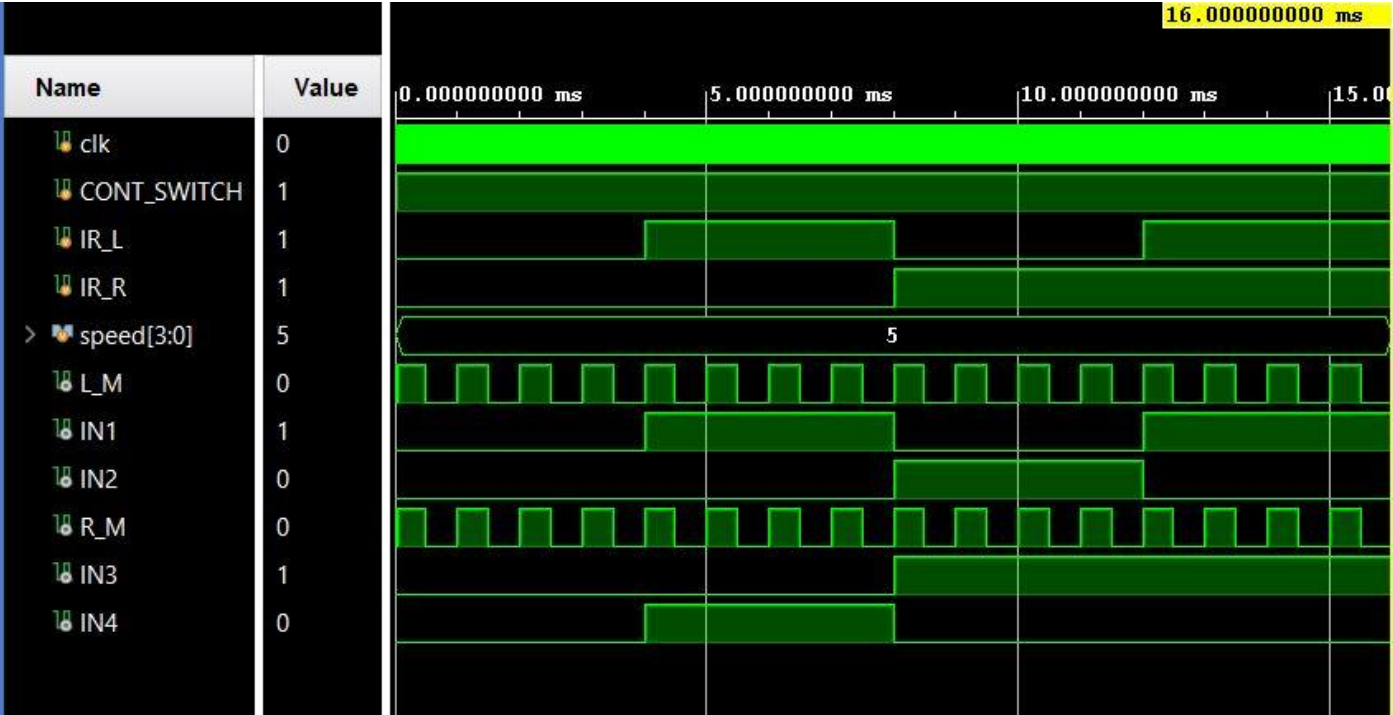 16.000000000 ms
Name Value
0.000000000 ms 5.000000000 ms 10.000000000 ms 15.00
clk 0
CONT_SWITCH 1
IR_L 1
IR_R 1
speed[3:0] 5 5
L_M 0
IN1 1
IN2 0
R_M 0
IN3 1
IN4 0